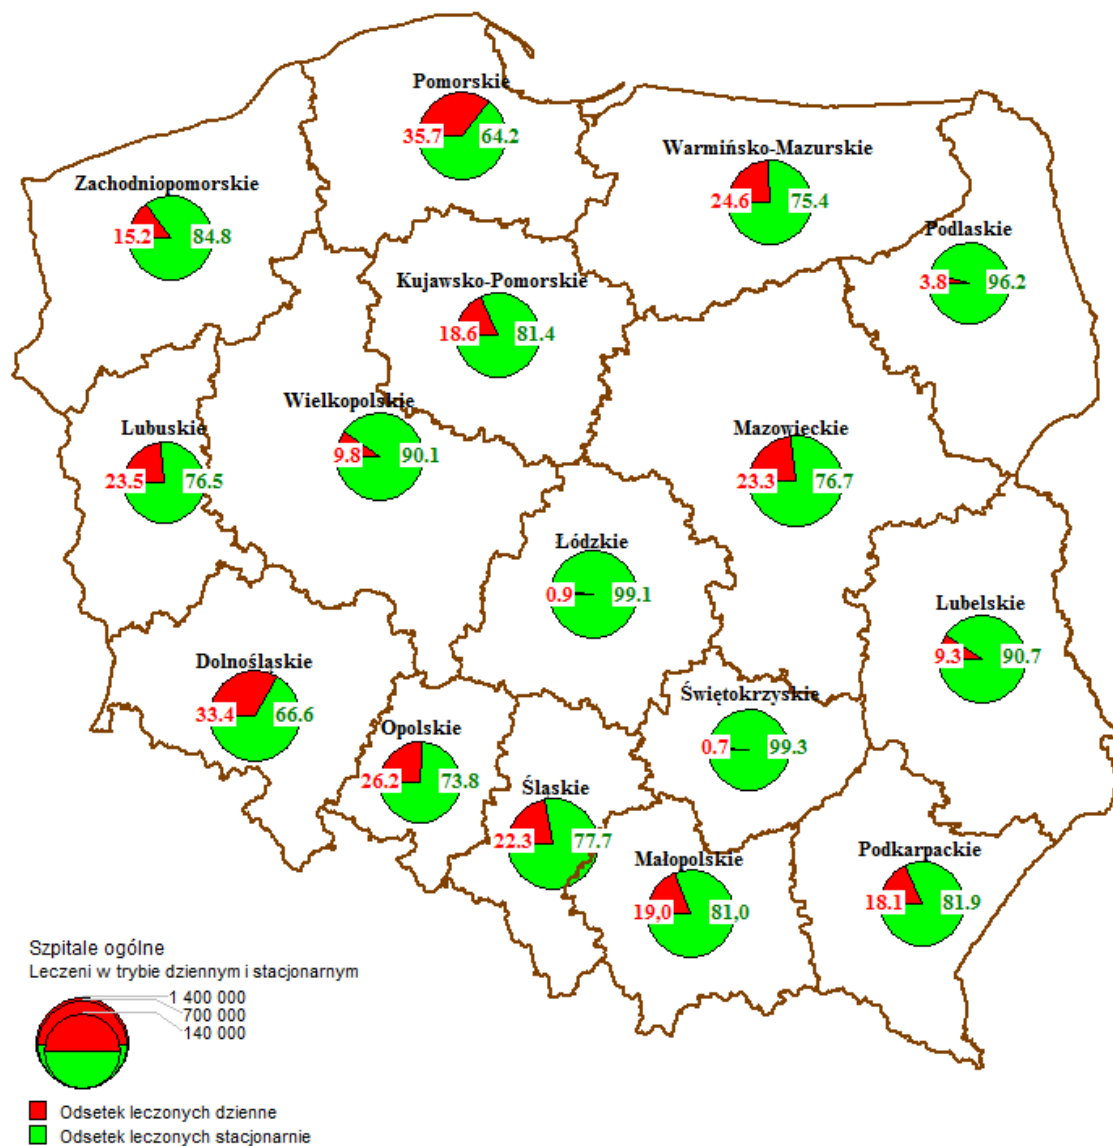 Pomorskie
35.7 64.2
Warmińsko-Mazurskie
24.6 75.4
Zachodniopomorskie
15.2 84.8
Podlaskie
3.8 96.2
Kujawsko-Pomorskie
18.6 81.4
Wielkopolskie
9.8 90.1
Lubuskie
23.5 76.5
Mazowieckie
23.3 76.7
Łódzkie
0.9 99.1
Lubelskie
9.3 90.7
Dolnośląskie
33.4 66.6
Świętokrzyskie
0.7 99.3
Opolskie
26.2 73.8
Śląskie
22.3 77.7
Małopolskie
19,0 81,0
Podkarpackie
18.1 81.9
Szpitale ogólne
Leczeni w trybie dziennym i stacjonarnym
1 400 000
700 000
140 000
Odsetek leczonych dzienne
Odsetek leczonych stacjonarnie